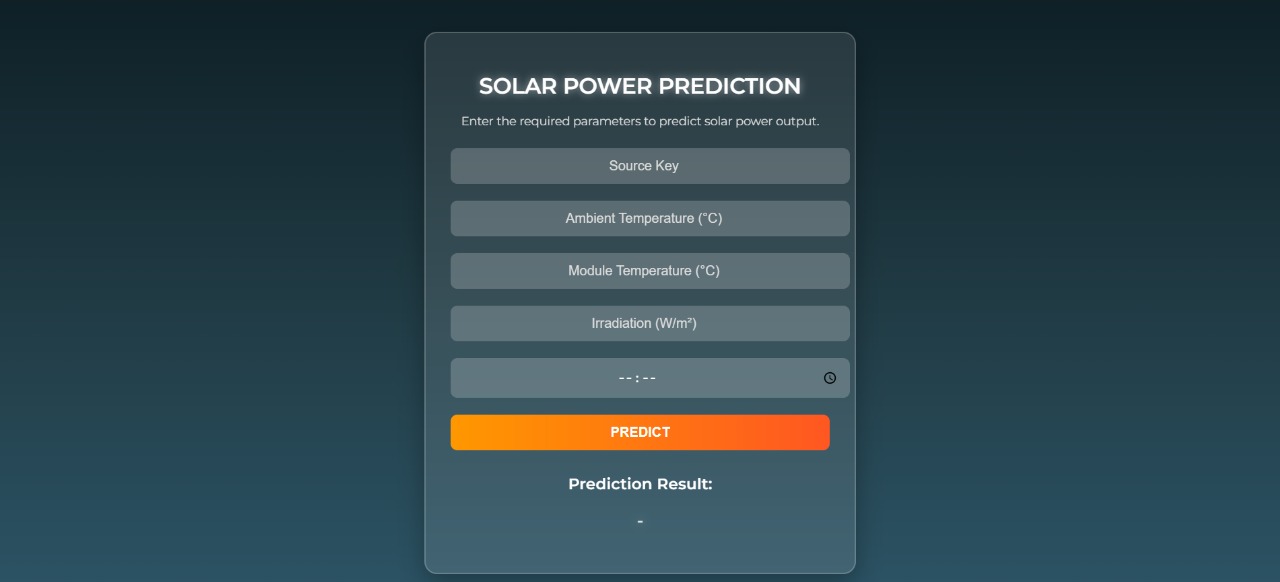 SOLAR POWER PREDICTION
Enter the required parameters to predict solar power output.
Source Key
Ambient Temperature (°C)
Module Temperature (°C)
Irradiation (W/m²)
--:--
PREDICT
Prediction Result:
-